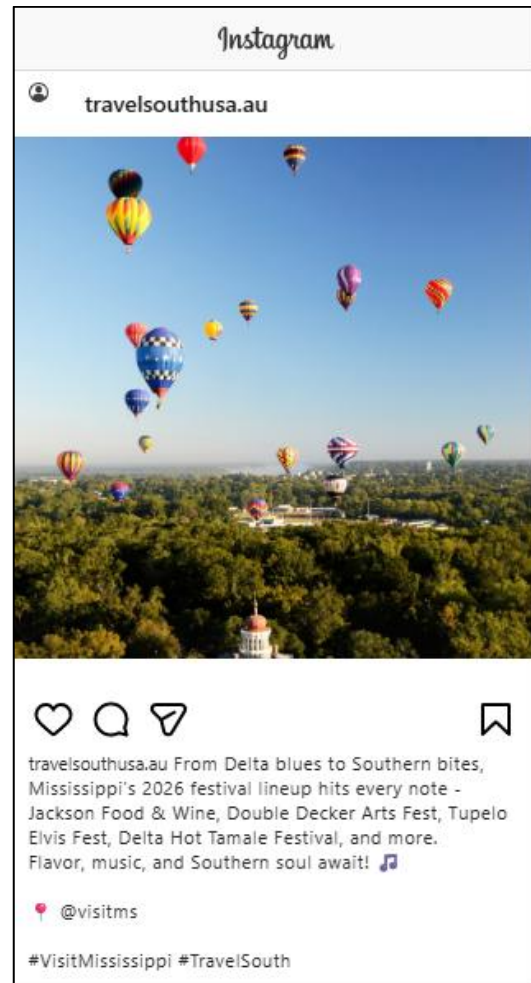 Instagram
travelsouthusa.au
travelsouthusa.au From Delta blues to Southern bites,
Mississippi's 2026 festival lineup hits every note -
Jackson Food & Wine, Double Decker Arts Fest, Tupelo
Elvis Fest, Delta Hot Tamale Festival, and more.
Flavor, music, and Southern soul await! 🎵
📍 @visitms
#VisitMississippi #TravelSouth